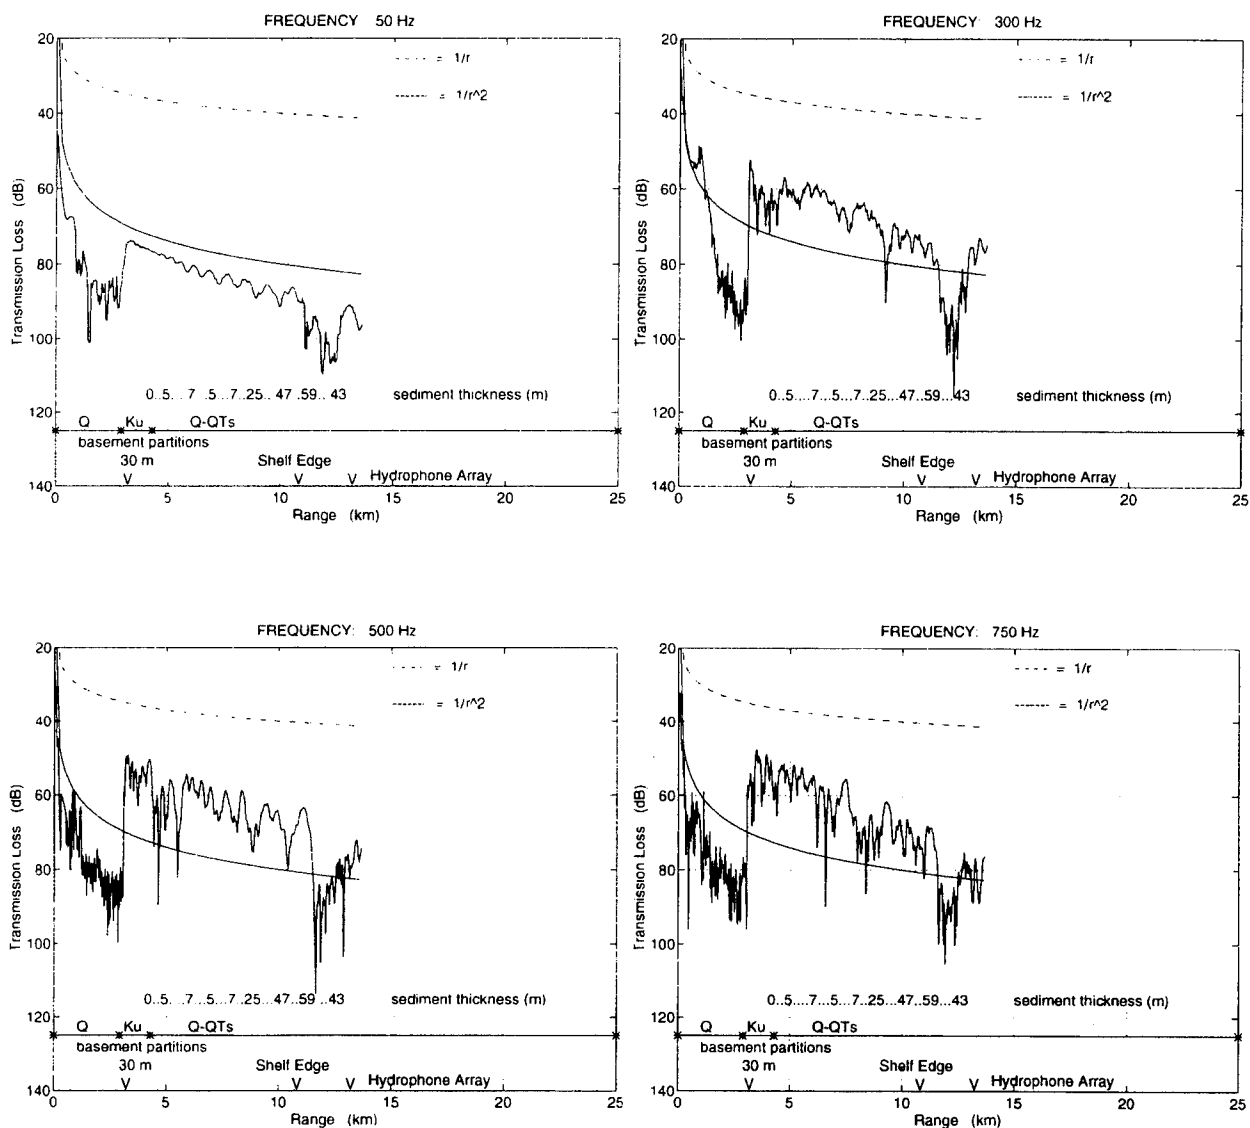 FREQUENCY 50 Hz
20
40
60
80
100
120
140
Transmission Loss (dB)
= 1/r
= 1/r^2
0..5... 7 ..5...7..25... 47 ..59.. 43 sediment thickness (m)
Q Ku Q-QTs
basement partitions
30 m Shelf Edge
Hydrophone Array
0 5 10 15 20 25
Range (km)
FREQUENCY: 300 Hz
20
40
60
80
100
120
140
Transmission Loss (dB)
= 1/r
= 1/r^2
0..5....7...5...7..25...47..59...43 sediment thickness (m)
Q Ku Q-QTs
basement partitions
30 m Shelf Edge
Hydrophone Array
0 5 10 15 20 25
Range (km)
FREQUENCY: 500 Hz
20
40
60
80
100
120
140
Transmission Loss (dB)
= 1/r
= 1/r^2
0..5....7...5...7..25...47..59...43 sediment thickness (m)
Q Ku Q-QTs
basement partitions
30 m Shelf Edge
Hydrophone Array
0 5 10 15 20 25
Range (km)
FREQUENCY: 750 Hz
20
40
60
80
100
120
140
Transmission Loss (dB)
= 1/r
= 1/r^2
0..5....7...5...7..25...47..59...43 sediment thickness (m)
Q Ku Q-QTs
basement partitions
30 m Shelf Edge
Hydrophone Array
0 5 10 15 20 25
Range (km)